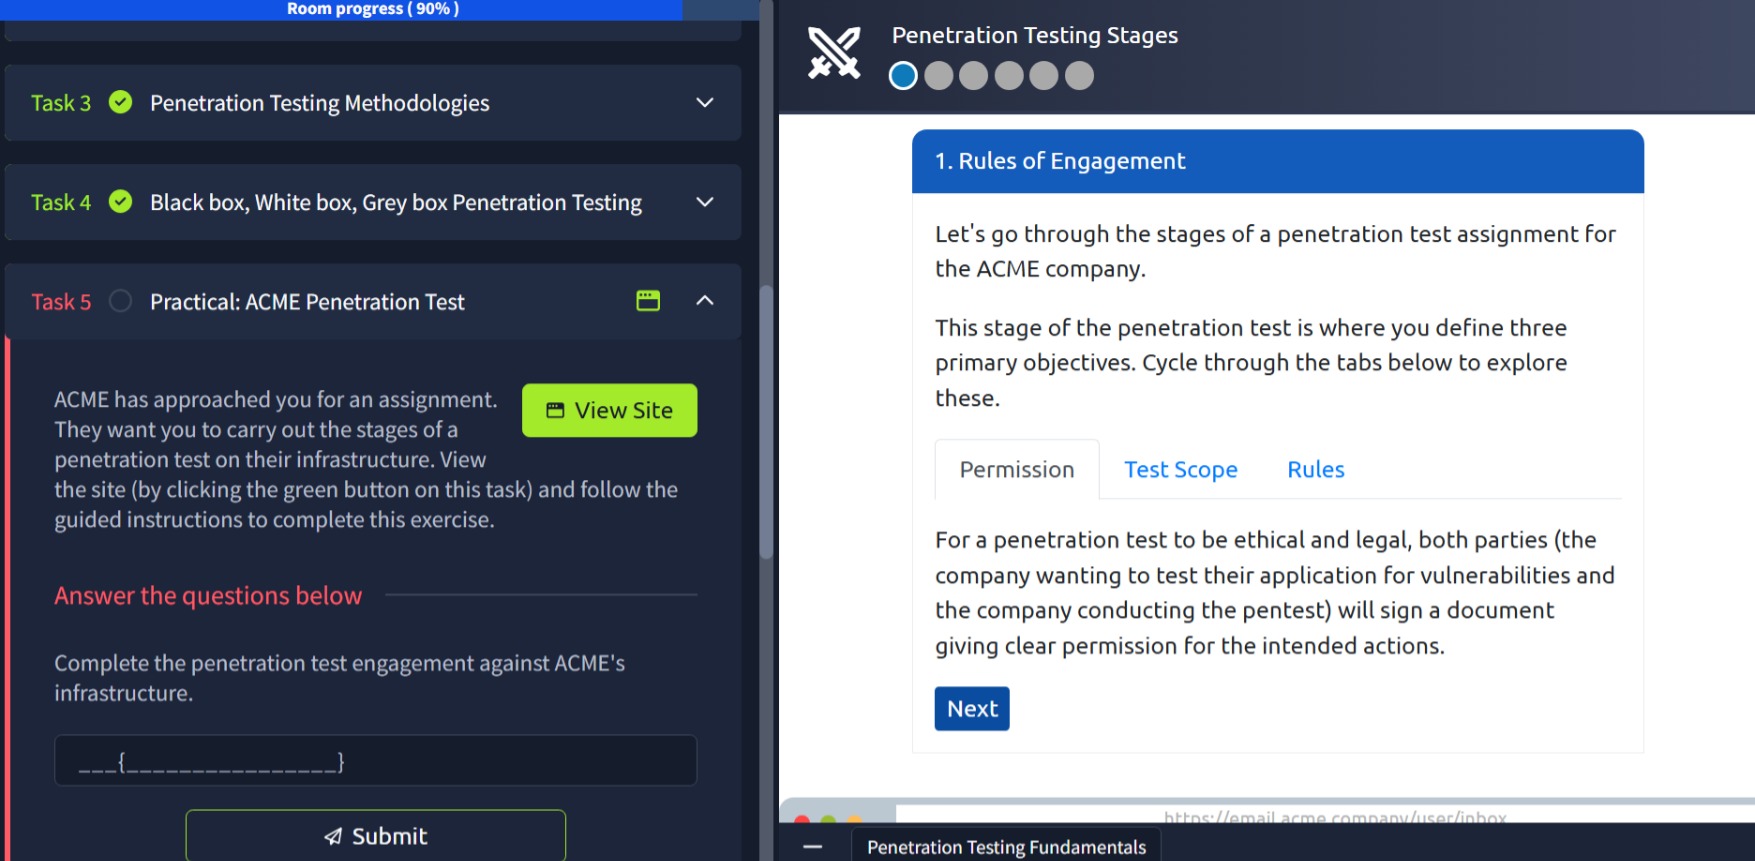 Room progress ( 90% )
Task 3 Penetration Testing Methodologies
Task 4 Black box, White box, Grey box Penetration Testing
Task 5 Practical: ACME Penetration Test
ACME has approached you for an assignment.
They want you to carry out the stages of a
penetration test on their infrastructure. View
the site (by clicking the green button on this task) and follow the
guided instructions to complete this exercise.
View Site
Answer the questions below
Complete the penetration test engagement against ACME's
infrastructure.
___{________________}
Submit
Penetration Testing Stages
1. Rules of Engagement
Let's go through the stages of a penetration test assignment for
the ACME company.
This stage of the penetration test is where you define three
primary objectives. Cycle through the tabs below to explore
these.
Permission Test Scope Rules
For a penetration test to be ethical and legal, both parties (the
company wanting to test their application for vulnerabilities and
the company conducting the pentest) will sign a document
giving clear permission for the intended actions.
Next
https://email.acme.company/user/inbox
Penetration Testing Fundamentals